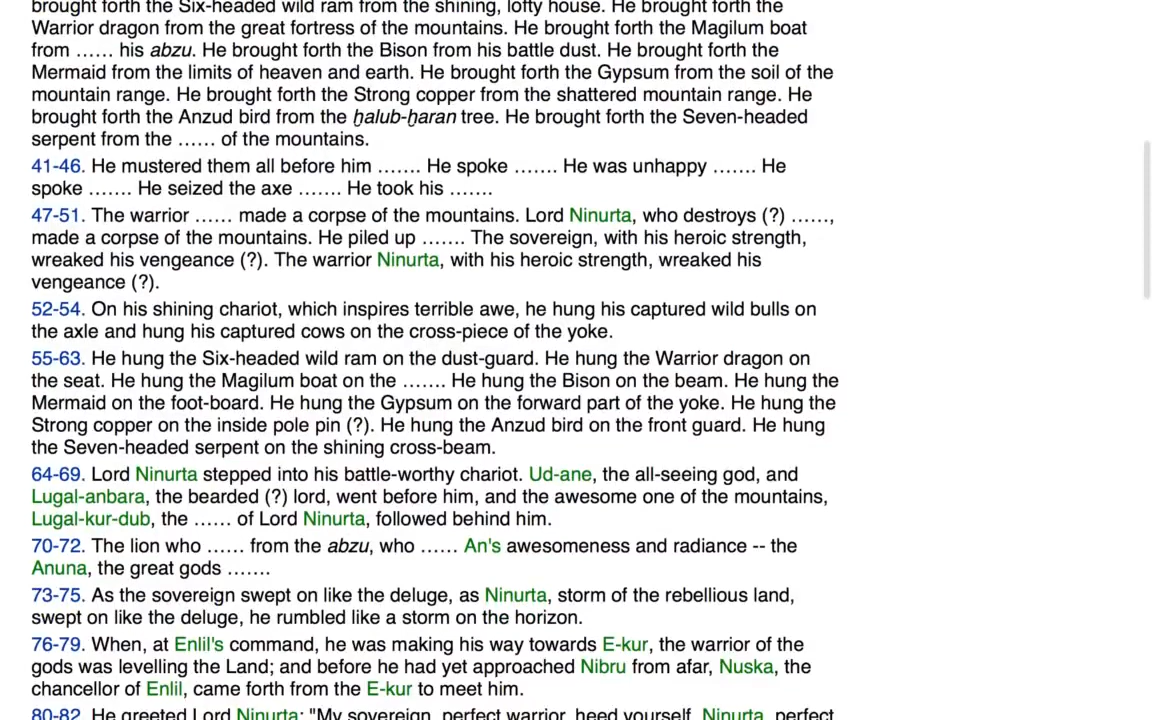 brought forth the Six-headed wild ram from the shining, lofty house. He brought forth the
Warrior dragon from the great fortress of the mountains. He brought forth the Magilum boat
from …… his abzu. He brought forth the Bison from his battle dust. He brought forth the
Mermaid from the limits of heaven and earth. He brought forth the Gypsum from the soil of the
mountain range. He brought forth the Strong copper from the shattered mountain range. He
brought forth the Anzud bird from the ḫalub-ḫaran tree. He brought forth the Seven-headed
serpent from the …… of the mountains.
41-46. He mustered them all before him ……. He spoke ……. He was unhappy ……. He
spoke ……. He seized the axe ……. He took his …….
47-51. The warrior …… made a corpse of the mountains. Lord Ninurta, who destroys (?) ……,
made a corpse of the mountains. He piled up ……. The sovereign, with his heroic strength,
wreaked his vengeance (?). The warrior Ninurta, with his heroic strength, wreaked his
vengeance (?).
52-54. On his shining chariot, which inspires terrible awe, he hung his captured wild bulls on
the axle and hung his captured cows on the cross-piece of the yoke.
55-63. He hung the Six-headed wild ram on the dust-guard. He hung the Warrior dragon on
the seat. He hung the Magilum boat on the ……. He hung the Bison on the beam. He hung the
Mermaid on the foot-board. He hung the Gypsum on the forward part of the yoke. He hung the
Strong copper on the inside pole pin (?). He hung the Anzud bird on the front guard. He hung
the Seven-headed serpent on the shining cross-beam.
64-69. Lord Ninurta stepped into his battle-worthy chariot. Ud-ane, the all-seeing god, and
Lugal-anbara, the bearded (?) lord, went before him, and the awesome one of the mountains,
Lugal-kur-dub, the …… of Lord Ninurta, followed behind him.
70-72. The lion who …… from the abzu, who …… An's awesomeness and radiance -- the
Anuna, the great gods …….
73-75. As the sovereign swept on like the deluge, as Ninurta, storm of the rebellious land,
swept on like the deluge, he rumbled like a storm on the horizon.
76-79. When, at Enlil's command, he was making his way towards E-kur, the warrior of the
gods was levelling the Land; and before he had yet approached Nibru from afar, Nuska, the
chancellor of Enlil, came forth from the E-kur to meet him.
80-82. He greeted Lord Ninurta: "My sovereign, perfect warrior, heed yourself, Ninurta, perfect